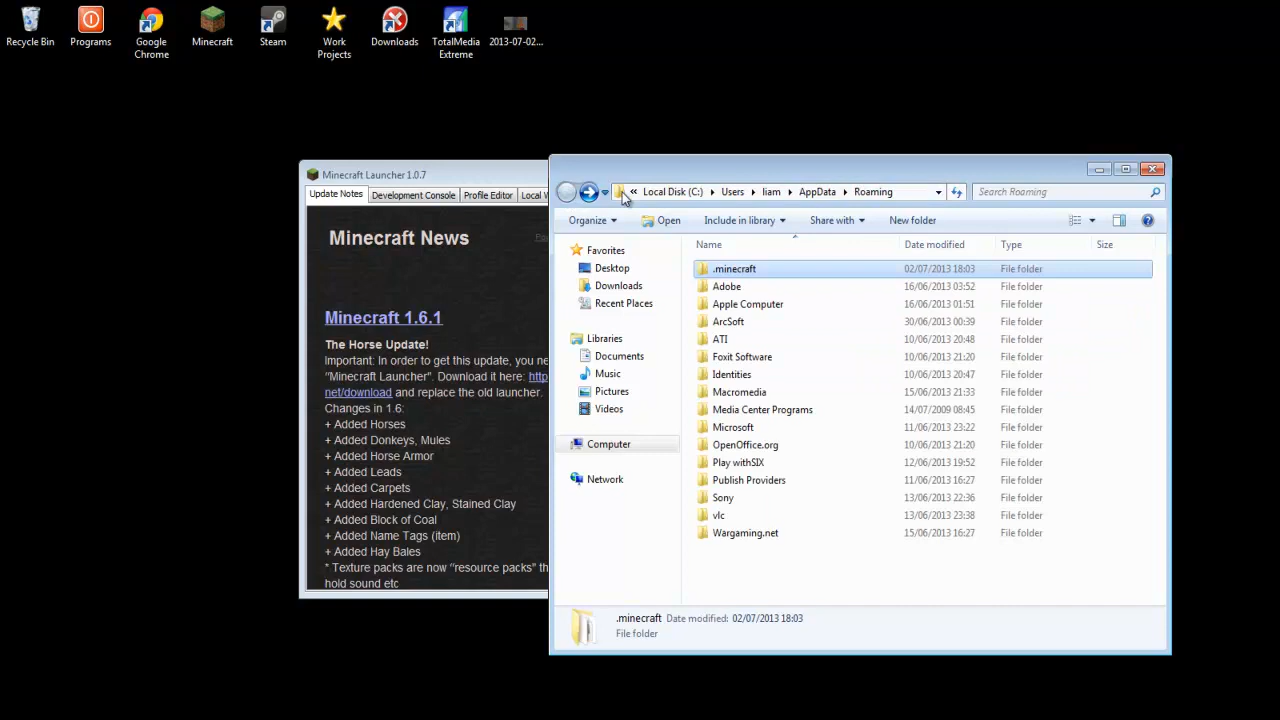 Recycle Bin
Programs
Google
Chrome
Minecraft
Steam
Work
Projects
Downloads
TotalMedia
Extreme
2013-07-02...
Minecraft Launcher 1.0.7
Update Notes
Development Console
Profile Editor
Local
Minecraft News
Minecraft 1.6.1
The Horse Update!
Important: In order to get this update, you ne
"Minecraft Launcher". Download it here: http
net/download and replace the old launcher.
Changes in 1.6:
+ Added Horses
+ Added Donkeys, Mules
+ Added Horse Armor
+ Added Leads
+ Added Carpets
+ Added Hardened Clay, Stained Clay
+ Added Block of Coal
+ Added Name Tags (item)
+ Added Hay Bales
* Texture packs are now "resource packs" th
hold sound etc
« Local Disk (C:) Users liam AppData Roaming
Search Roaming
Organize
Open
Include in library
Share with
New folder
Favorites
Desktop
Downloads
Recent Places
Libraries
Documents
Music
Pictures
Videos
Computer
Network
Name Date modified Type Size
.minecraft 02/07/2013 18:03 File folder
Adobe 16/06/2013 03:52 File folder
Apple Computer 16/06/2013 01:51 File folder
ArcSoft 30/06/2013 00:39 File folder
ATI 10/06/2013 20:48 File folder
Foxit Software 10/06/2013 21:20 File folder
Identities 10/06/2013 20:47 File folder
Macromedia 15/06/2013 21:33 File folder
Media Center Programs 14/07/2009 08:45 File folder
Microsoft 11/06/2013 23:22 File folder
OpenOffice.org 10/06/2013 21:20 File folder
Play withSIX 12/06/2013 19:52 File folder
Publish Providers 11/06/2013 16:27 File folder
Sony 13/06/2013 22:36 File folder
vlc 13/06/2013 23:38 File folder
Wargaming.net 15/06/2013 16:27 File folder
.minecraft Date modified: 02/07/2013 18:03
File folder